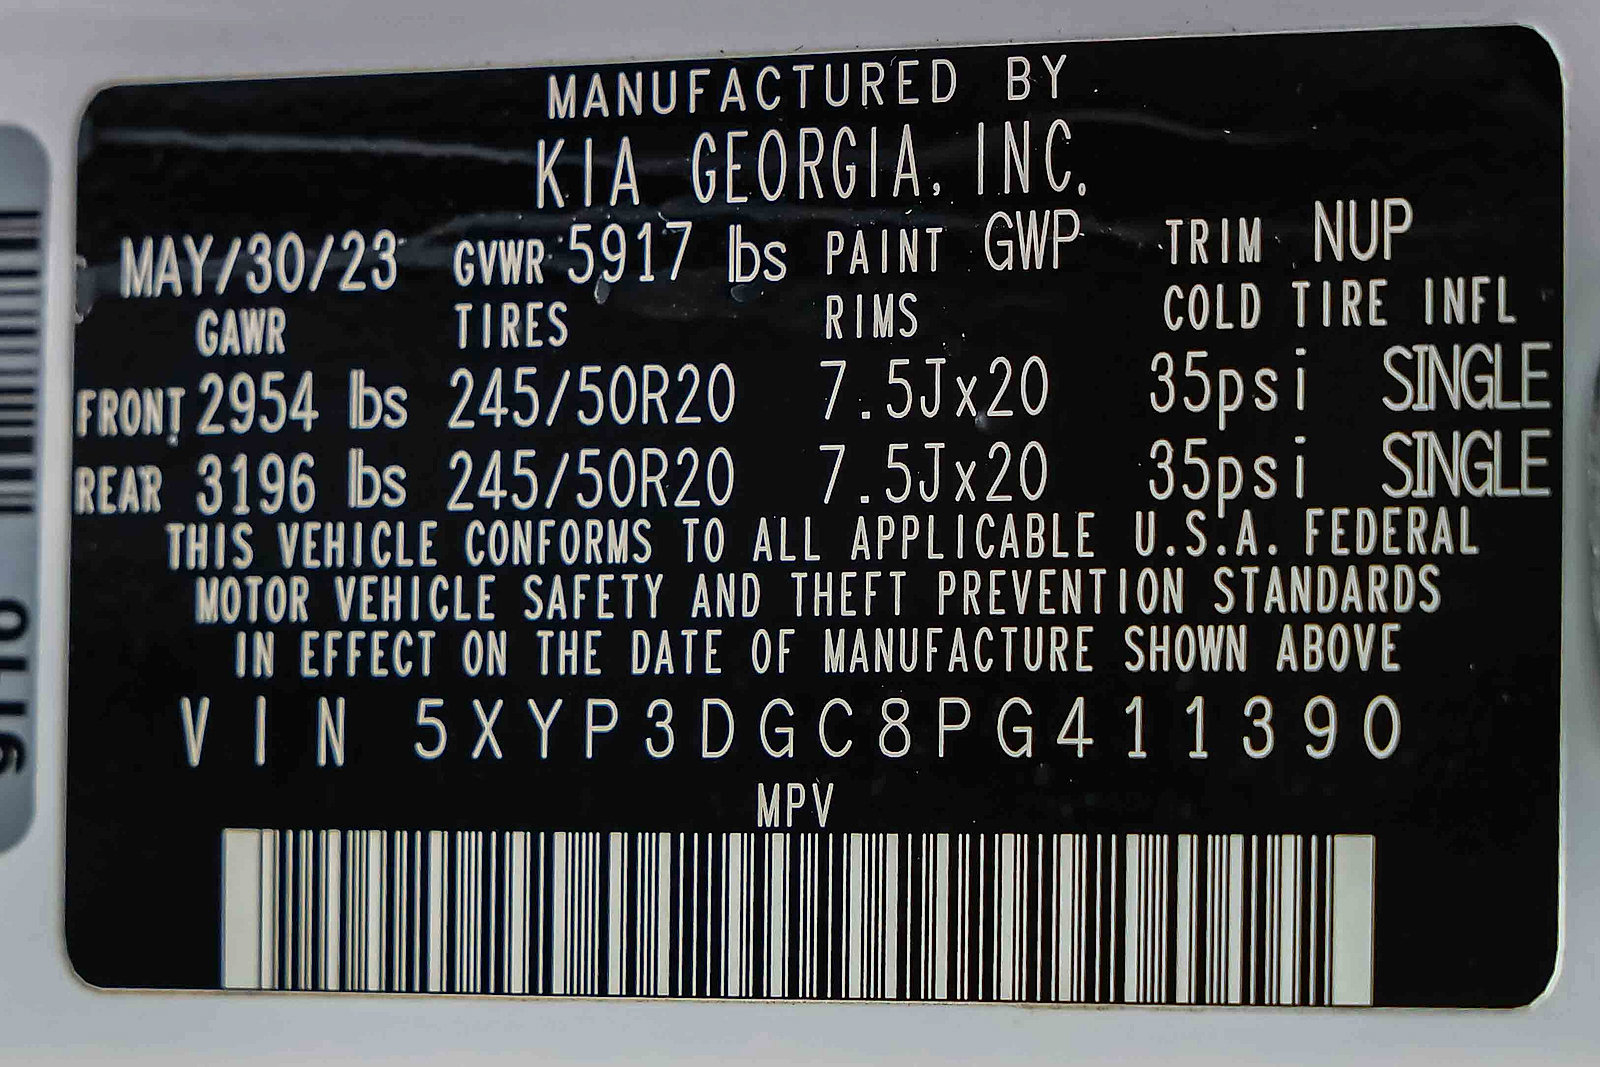 MANUFACTURED BY
KIA GEORGIA, INC.
MAY/30/23 GVWR 5917 lbs PAINT GWP TRIM NUP
GAWR TIRES RIMS COLD TIRE INFL
FRONT 2954 lbs 245/50R20 7.5Jx20 35psi SINGLE
REAR 3196 lbs 245/50R20 7.5Jx20 35psi SINGLE
THIS VEHICLE CONFORMS TO ALL APPLICABLE U.S.A. FEDERAL
MOTOR VEHICLE SAFETY AND THEFT PREVENTION STANDARDS
IN EFFECT ON THE DATE OF MANUFACTURE SHOWN ABOVE
VIN 5XYP3DGC8PG411390
MPV